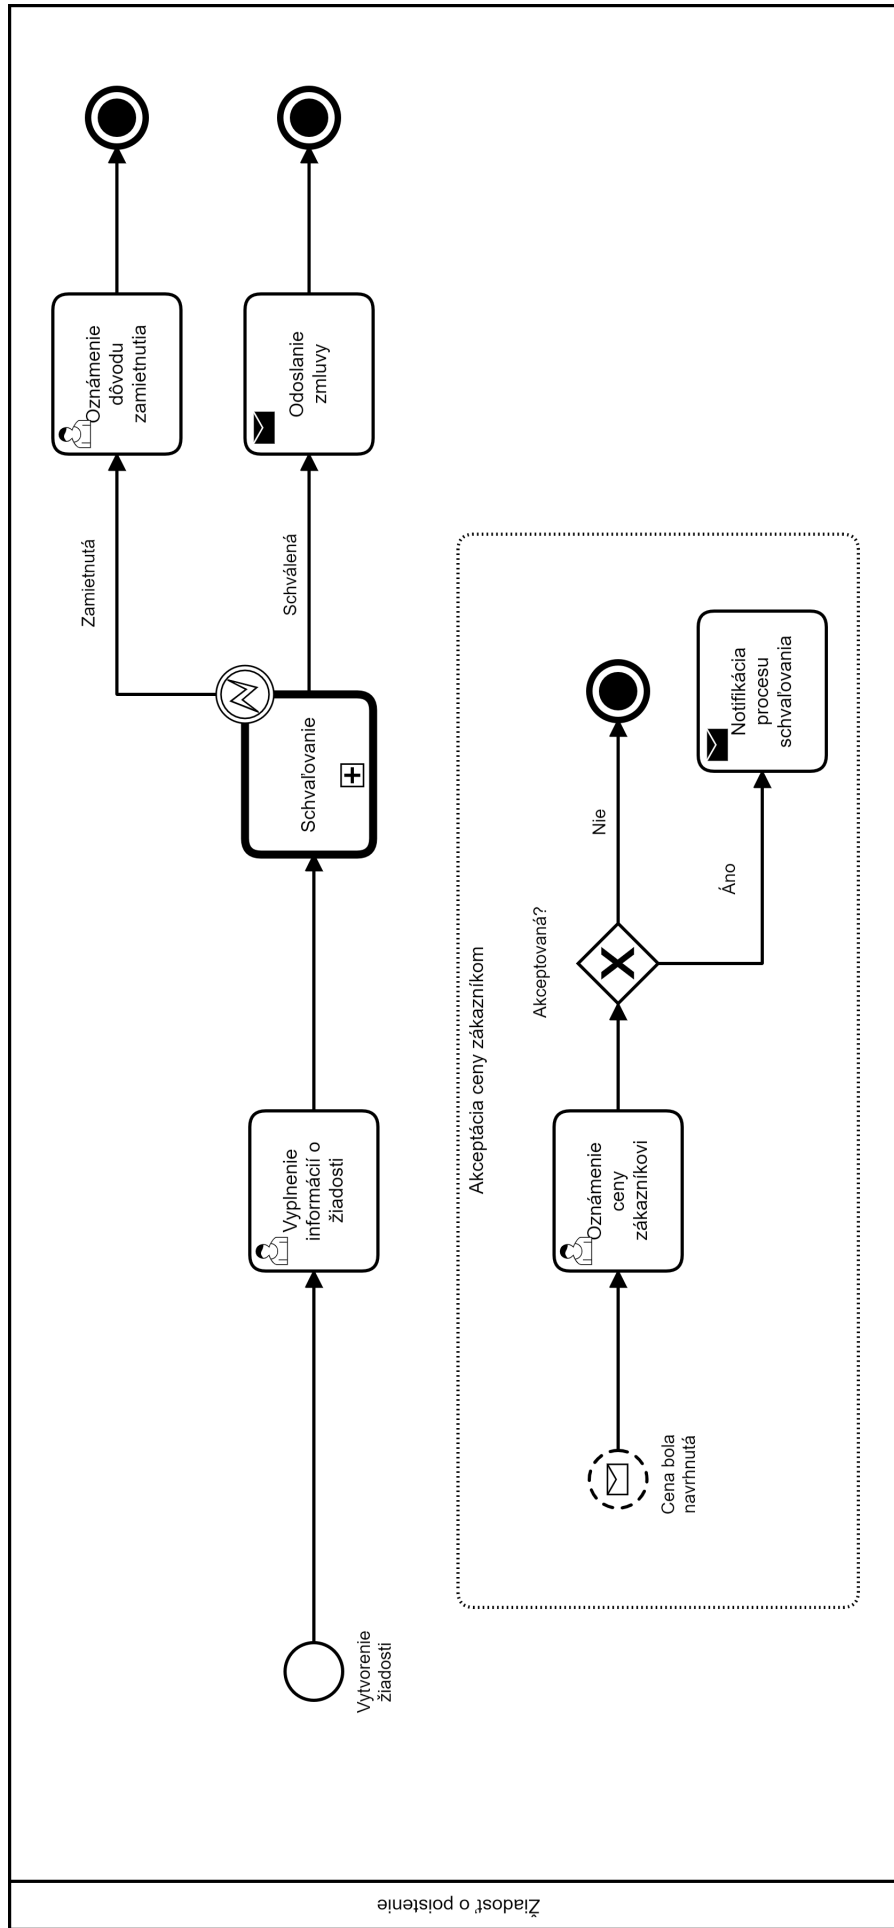 Žiadosť o poistenie
Vytvorenie
žiadosti
Vyplnenie
informácií o
žiadosti
Schvaľovanie
Zamietnutá
Oznámenie
dôvodu
zamietnutia
Schválená
Odoslanie
zmluvy
Akceptácia ceny zákazníkom
Cena bola
navrhnutá
Oznámenie
ceny
zákazníkovi
Akceptovaná?
Nie
Áno
Notifikácia
procesu
schvaľovania